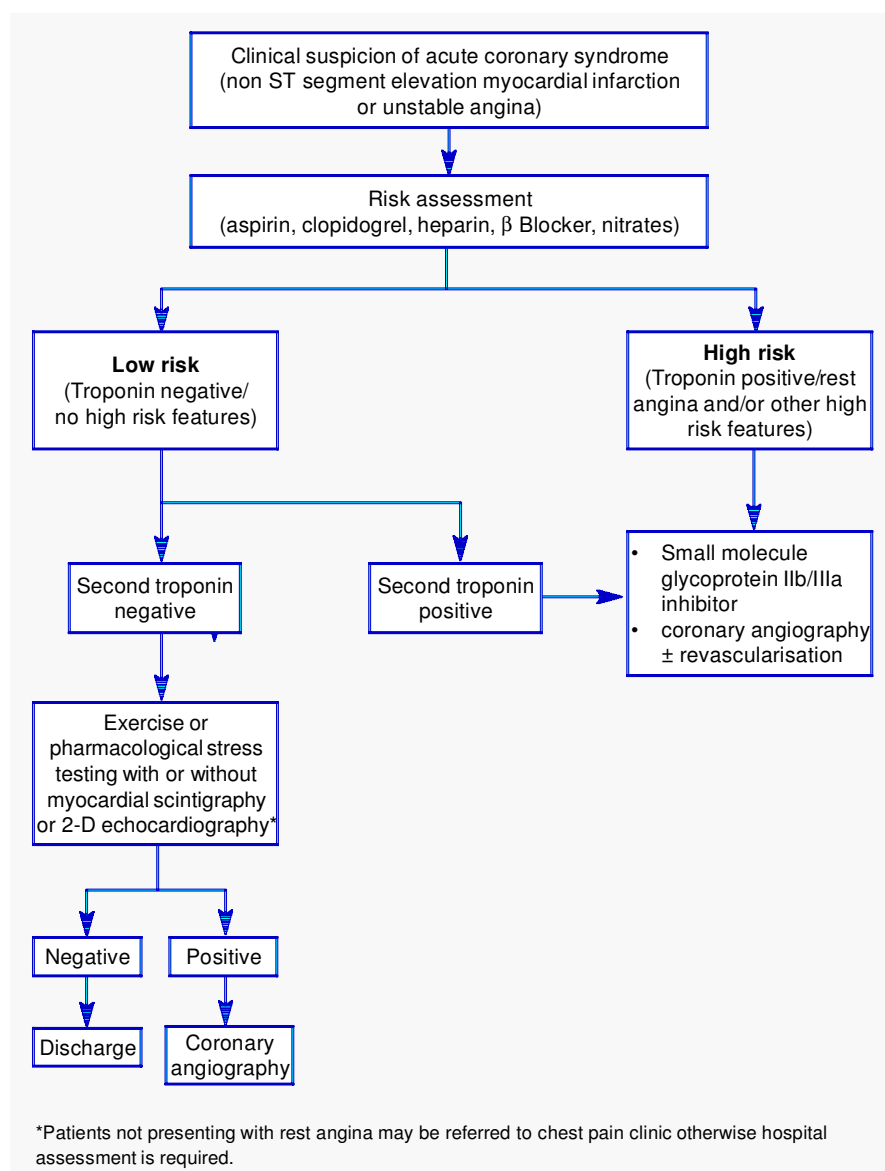 Clinical suspicion of acute coronary syndrome
(non ST segment elevation myocardial infarction
or unstable angina)
Risk assessment
(aspirin, clopidogrel, heparin, β Blocker, nitrates)
Low risk
(Troponin negative/
no high risk features)
High risk
(Troponin positive/rest
angina and/or other high
risk features)
Second troponin
negative
Second troponin
positive
• Small molecule
glycoprotein IIb/IIIa
inhibitor
• coronary angiography
± revascularisation
Exercise or
pharmacological stress
testing with or without
myocardial scintigraphy
or 2-D echocardiography*
Negative
Positive
Discharge
Coronary
angiography
*Patients not presenting with rest angina may be referred to chest pain clinic otherwise hospital
assessment is required.